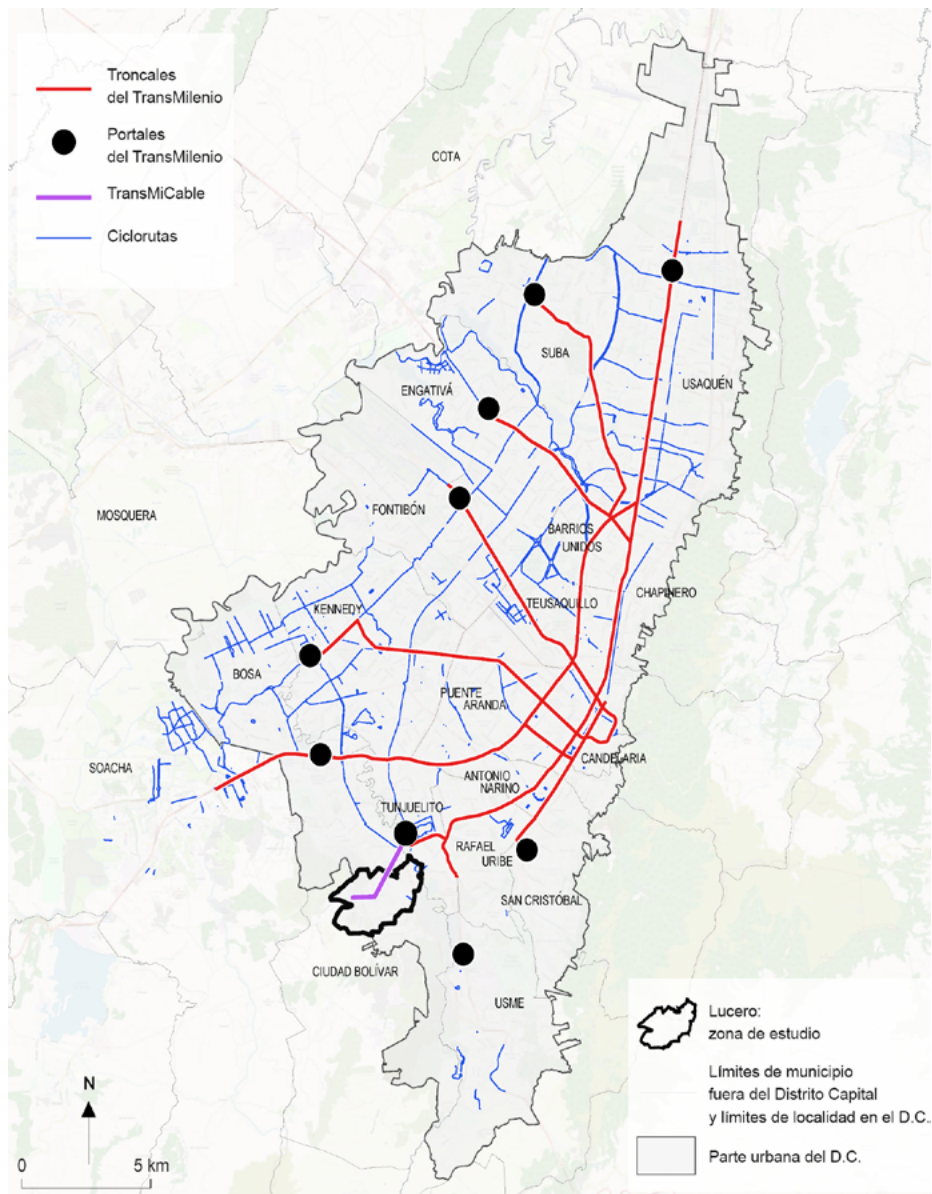 Troncales
del TransMilenio
Portales
del TransMilenio
TransMiCable
Ciclorutas
COTA
SUBA
USAQUÉN
ENGATIVÁ
MOSQUERA
FONTIBÓN
BARRIOS
UNIDOS
TEUSAQUILLO
CHAPINERO
KENNEDY
BOSA
PUENTE
ARANDA
SOACHA
CANDELARIA
ANTONIO
NARIÑO
TUNJUELITO
RAFAEL
URIBE
SAN CRISTÓBAL
CIUDAD BOLÍVAR
USME
Lucero:
zona de estudio
Límites de municipio
fuera del Distrito Capital
y límites de localidad en el D.C.
Parte urbana del D.C.
N
0 5 km